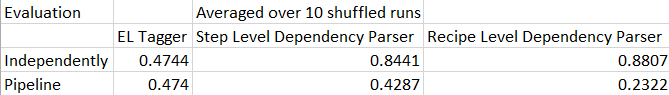 Evaluation Averaged over 10 shuffled runs
EL Tagger Step Level Dependency Parser Recipe Level Dependency Parser
Independently 0.4744 0.8441 0.8807
Pipeline 0.474 0.4287 0.2322